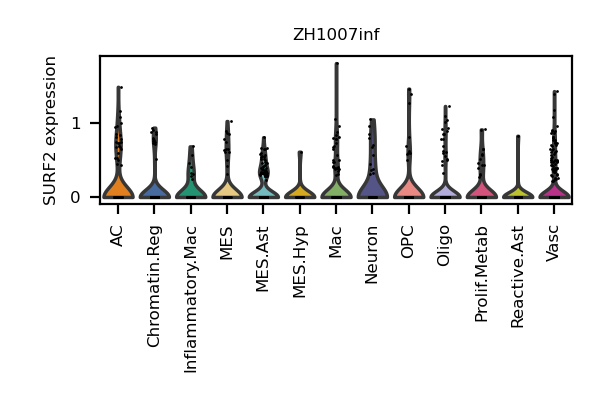 ZH1007inf
SURF2 expression
1
0
AC
Chromatin.Reg
Inflammatory.Mac
MES
MES.Ast
MES.Hyp
Mac
Neuron
OPC
Oligo
Prolif.Metab
Reactive.Ast
Vasc